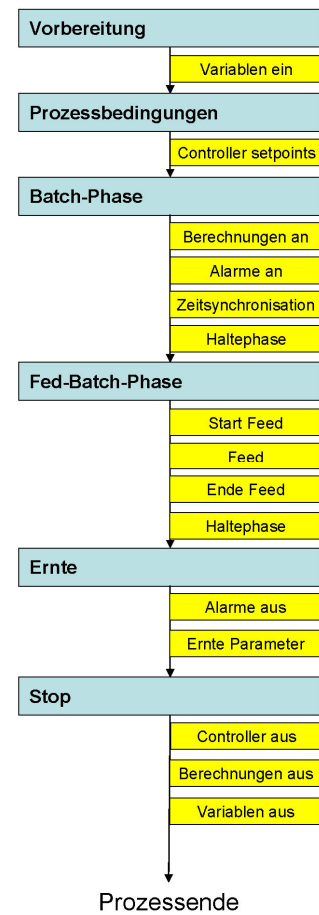 Vorbereitung
Variablen ein
Prozessbedingungen
Controller setpoints
Batch-Phase
Berechnungen an
Alarme an
Zeitsynchronisation
Haltephase
Fed-Batch-Phase
Start Feed
Feed
Ende Feed
Haltephase
Ernte
Alarme aus
Ernte Parameter
Stop
Controller aus
Berechnungen aus
Variablen aus
Prozessende